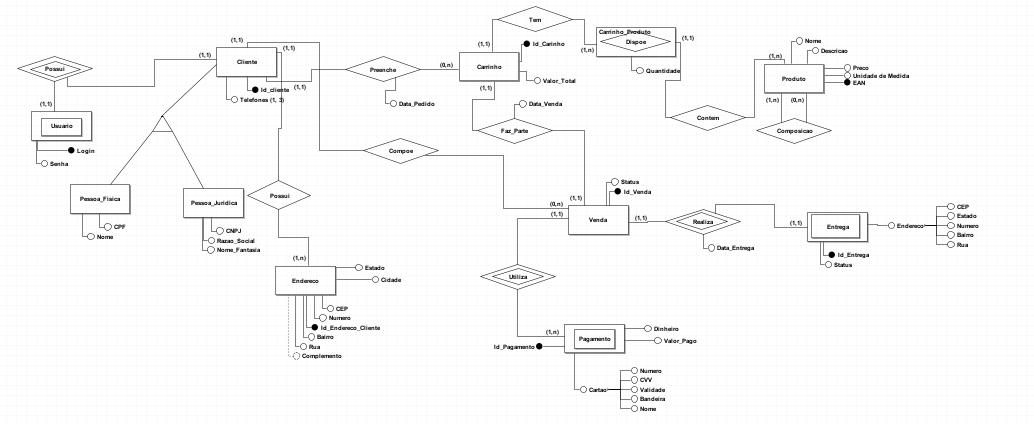 Tem
Carrinho_Produto
Dispoe
Nome
Descricao
(1,1)
(1,1)
(1,1)
(1,1)
(1,n)
(1,1)
(1,n)
Id_Carinho
Possui
Cliente
Preenche
(0,n)
Carrinho
Quantidade
Produto
Preco
Unidade de Medida
EAN
Id_cliente
(1,1)
Valor_Total
Telefones (1, 3)
(1,1)
Data_Pedido
Data_Venda
(1,n)
(0,n)
(1,1)
Usuario
Login
Senha
Faz_Parte
Contem
Composicao
Compoe
Pessoa_Fisica
Pessoa_Juridica
Possui
CPF
Nome
CNPJ
Razao_Social
Nome_Fantasia
Status
Id_Venda
(1,1)
(0,n)
(1,1)
Venda
(1,1)
Realiza
Data_Entrega
(1,1)
Entrega
Endereco
CEP
Estado
Numero
Bairro
Rua
Id_Entrega
Status
(1,n)
Endereco
Estado
Cidade
CEP
Numero
Id_Endereco_Cliente
Bairro
Rua
Complemento
Utiliza
(1,n)
Id_Pagamento
Pagamento
Dinheiro
Valor_Pago
Cartao
Numero
CVV
Validade
Bandeira
Nome